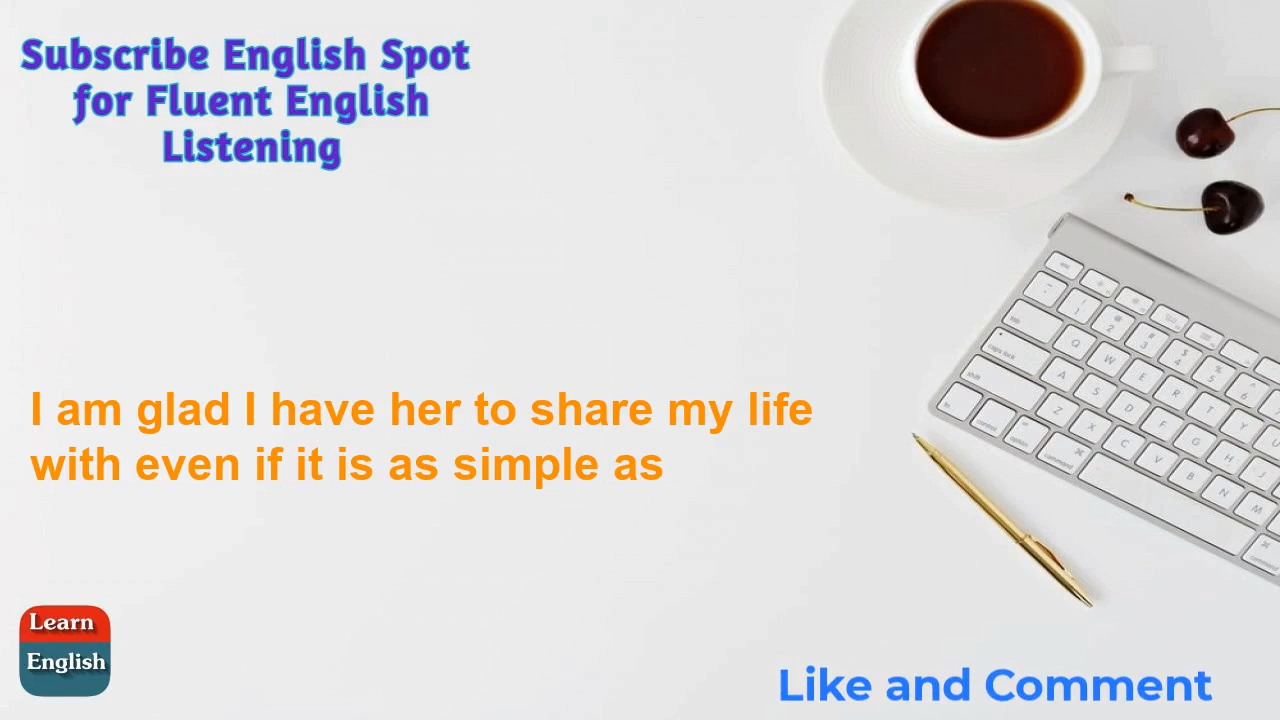 Subscribe English Spot
for Fluent English
Listening
I am glad I have her to share my life
with even if it is as simple as
Learn
English
Like and Comment